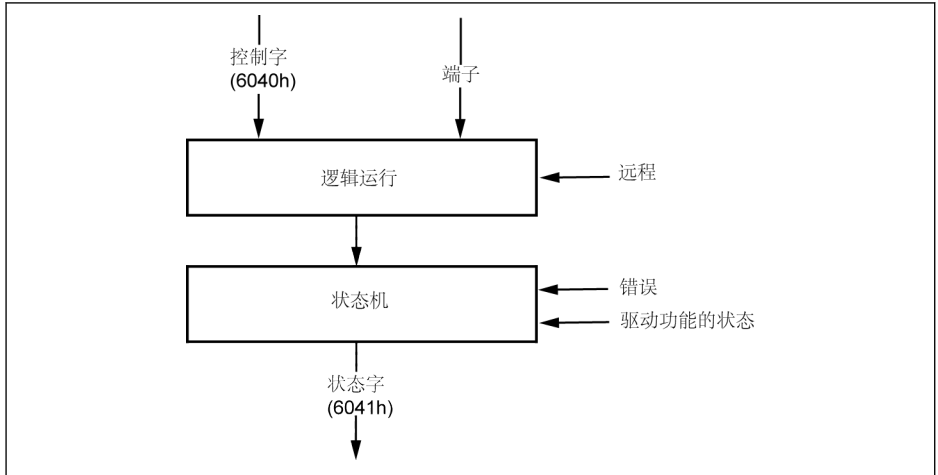 控制字
(6040h)
端子
逻辑运行
远程
状态机
错误
驱动功能的状态
状态字
(6041h)